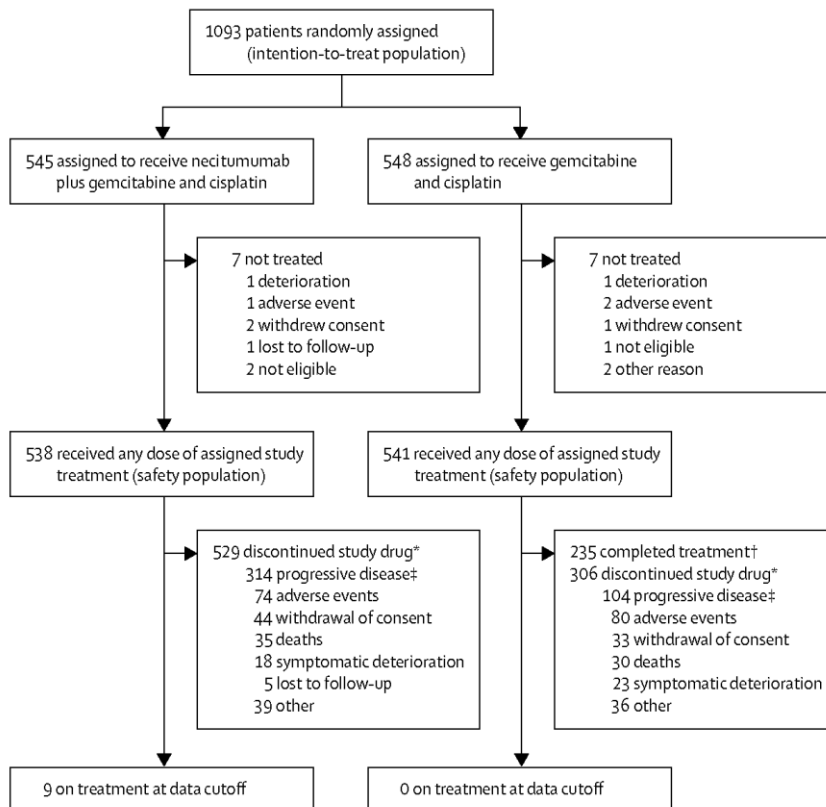 1093 patients randomly assigned
(intention-to-treat population)
545 assigned to receive necitumumab
plus gemcitabine and cisplatin
548 assigned to receive gemcitabine
and cisplatin
7 not treated
1 deterioration
1 adverse event
2 withdrew consent
1 lost to follow-up
2 not eligible
7 not treated
1 deterioration
2 adverse event
1 withdrew consent
1 not eligible
2 other reason
538 received any dose of assigned study
treatment (safety population)
541 received any dose of assigned study
treatment (safety population)
529 discontinued study drug*
314 progressive disease‡
74 adverse events
44 withdrawal of consent
35 deaths
18 symptomatic deterioration
5 lost to follow-up
39 other
235 completed treatment†
306 discontinued study drug*
104 progressive disease‡
80 adverse events
33 withdrawal of consent
30 deaths
23 symptomatic deterioration
36 other
9 on treatment at data cutoff
0 on treatment at data cutoff